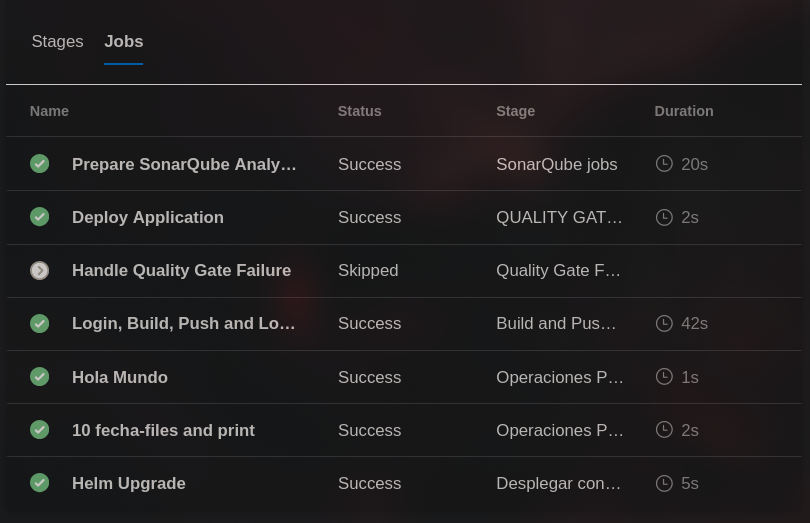 Stages Jobs
Name Status Stage Duration
Prepare SonarQube Analy… Success SonarQube jobs 20s
Deploy Application Success QUALITY GAT… 2s
Handle Quality Gate Failure Skipped Quality Gate F…
Login, Build, Push and Lo… Success Build and Pus… 42s
Hola Mundo Success Operaciones P… 1s
10 fecha-files and print Success Operaciones P… 2s
Helm Upgrade Success Desplegar con… 5s